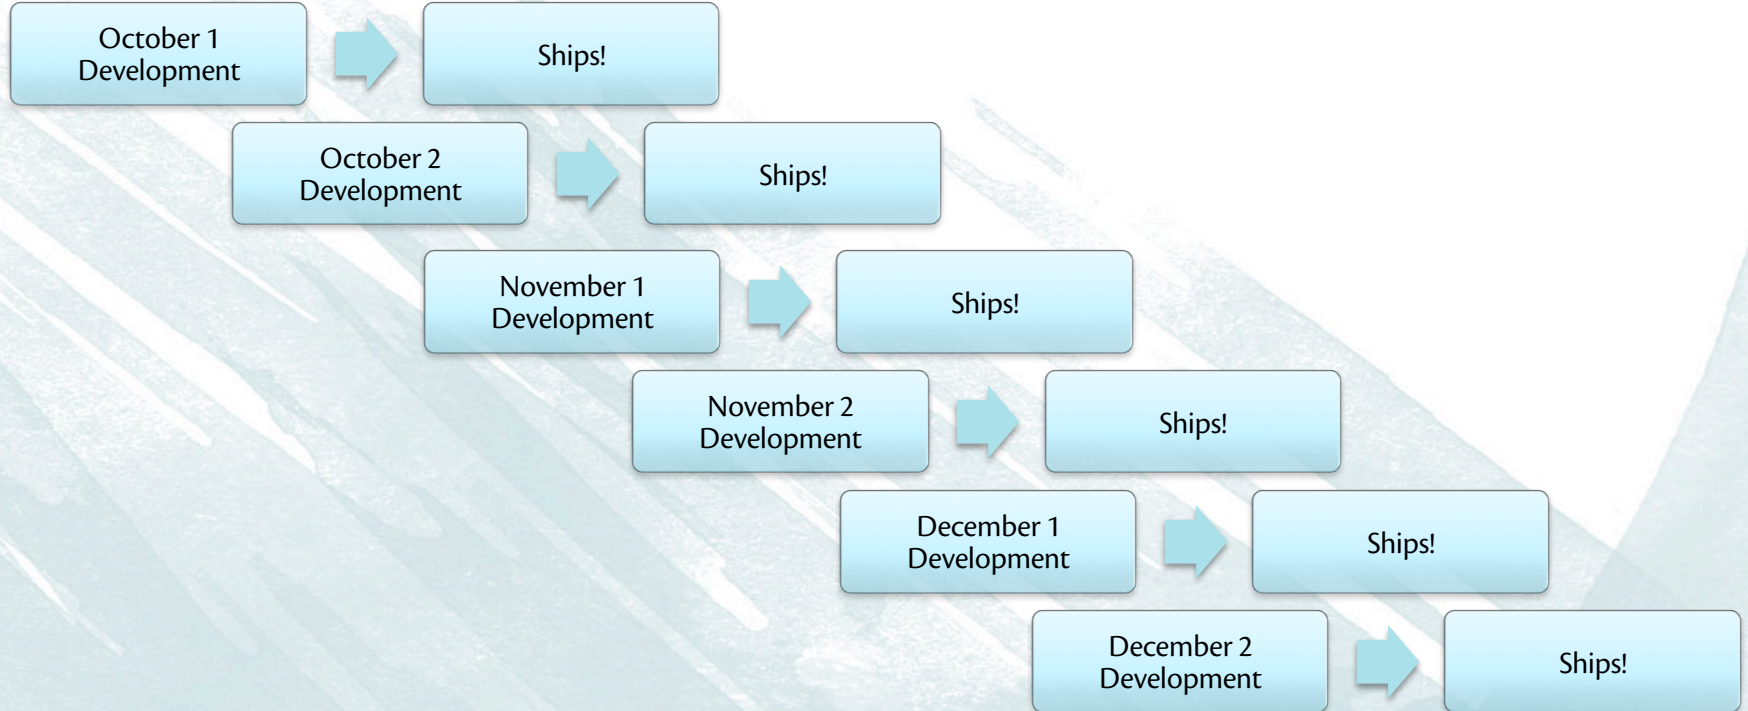 October 1
Development
Ships!
October 2
Development
Ships!
November 1
Development
Ships!
November 2
Development
Ships!
December 1
Development
Ships!
December 2
Development
Ships!